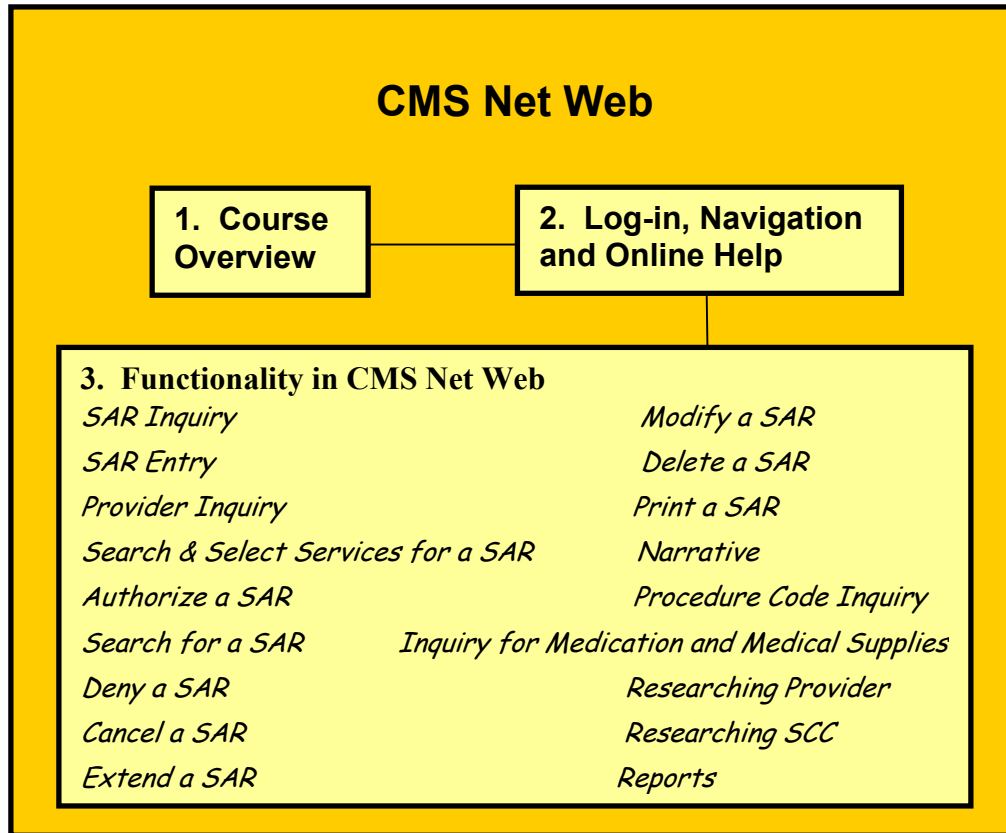 CMS Net Web
1. Course
Overview
2. Log-in, Navigation
and Online Help
3. Functionality in CMS Net Web
SAR Inquiry
SAR Entry
Provider Inquiry
Search & Select Services for a SAR
Authorize a SAR
Search for a SAR
Deny a SAR
Cancel a SAR
Extend a SAR
Modify a SAR
Delete a SAR
Print a SAR
Narrative
Procedure Code Inquiry
Inquiry for Medication and Medical Supplies
Researching Provider
Researching SCC
Reports